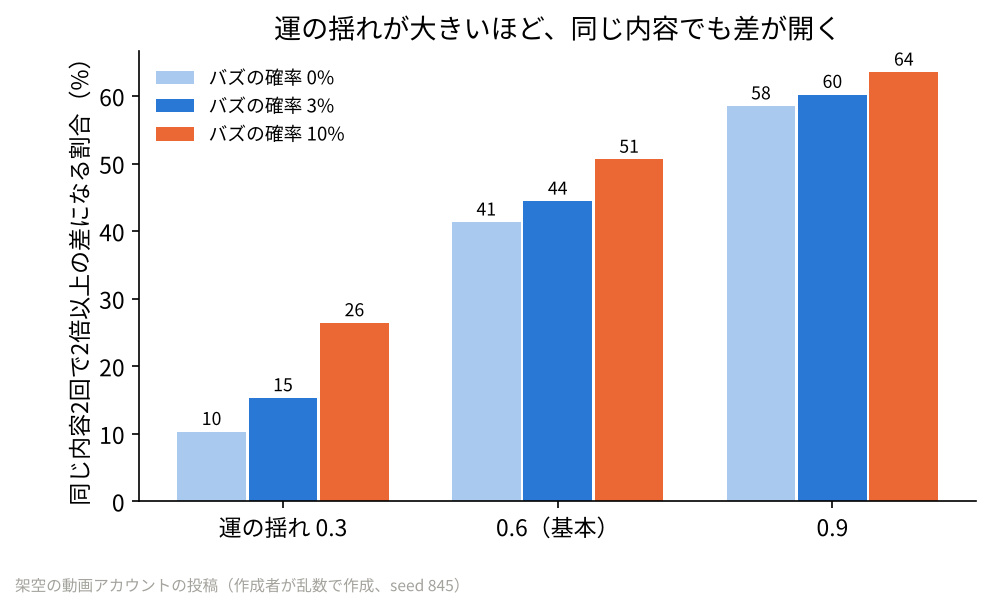 運の揺れが大きいほど、同じ内容でも差が開く
同じ内容2回で2倍以上の差になる割合（%）
60
50
40
30
20
10
0
バズの確率 0%
バズの確率 3%
バズの確率 10%
10
15
26
41
44
51
58
60
64
運の揺れ 0.3
0.6（基本）
0.9
架空の動画アカウントの投稿（作成者が乱数で作成、seed 845）